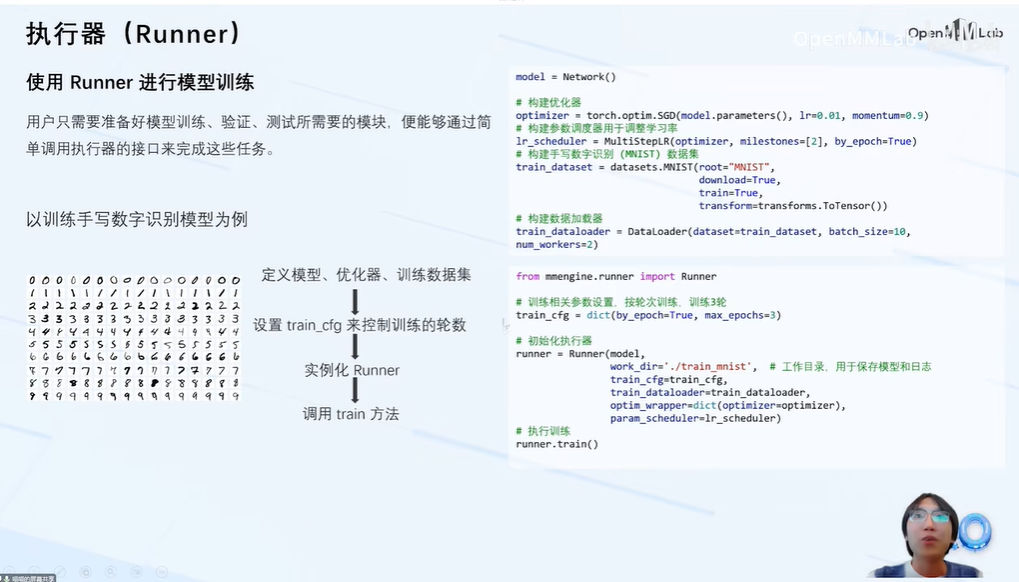 执行器（Runner）
OpenMMLab
OpenMMLab
使用 Runner 进行模型训练
用户只需要准备好模型训练、验证、测试所需要的模块，便能够通过简
单调用执行器的接口来完成这些任务。
以训练手写数字识别模型为例
定义模型、优化器、训练数据集
设置 train_cfg 来控制训练的轮数
实例化 Runner
调用 train 方法
model = Network()
# 构建优化器
optimizer = torch.optim.SGD(model.parameters(), lr=0.01, momentum=0.9)
# 构建参数调度器用于调整学习率
lr_scheduler = MultiStepLR(optimizer, milestones=[2], by_epoch=True)
# 构建手写数字识别（MNIST）数据集
train_dataset = datasets.MNIST(root="MNIST",
download=True,
train=True,
transform=transforms.ToTensor())
# 构建数据加载器
train_dataloader = DataLoader(dataset=train_dataset, batch_size=10,
num_workers=2)
from mmengine.runner import Runner
# 训练相关参数设置，按轮次训练，训练3轮
train_cfg = dict(by_epoch=True, max_epochs=3)
# 初始化执行器
runner = Runner(model,
work_dir='./train_mnist',  # 工作目录，用于保存模型和日志
train_cfg=train_cfg,
train_dataloader=train_dataloader,
optim_wrapper=dict(optimizer=optimizer),
param_scheduler=lr_scheduler)
# 执行训练
runner.train()